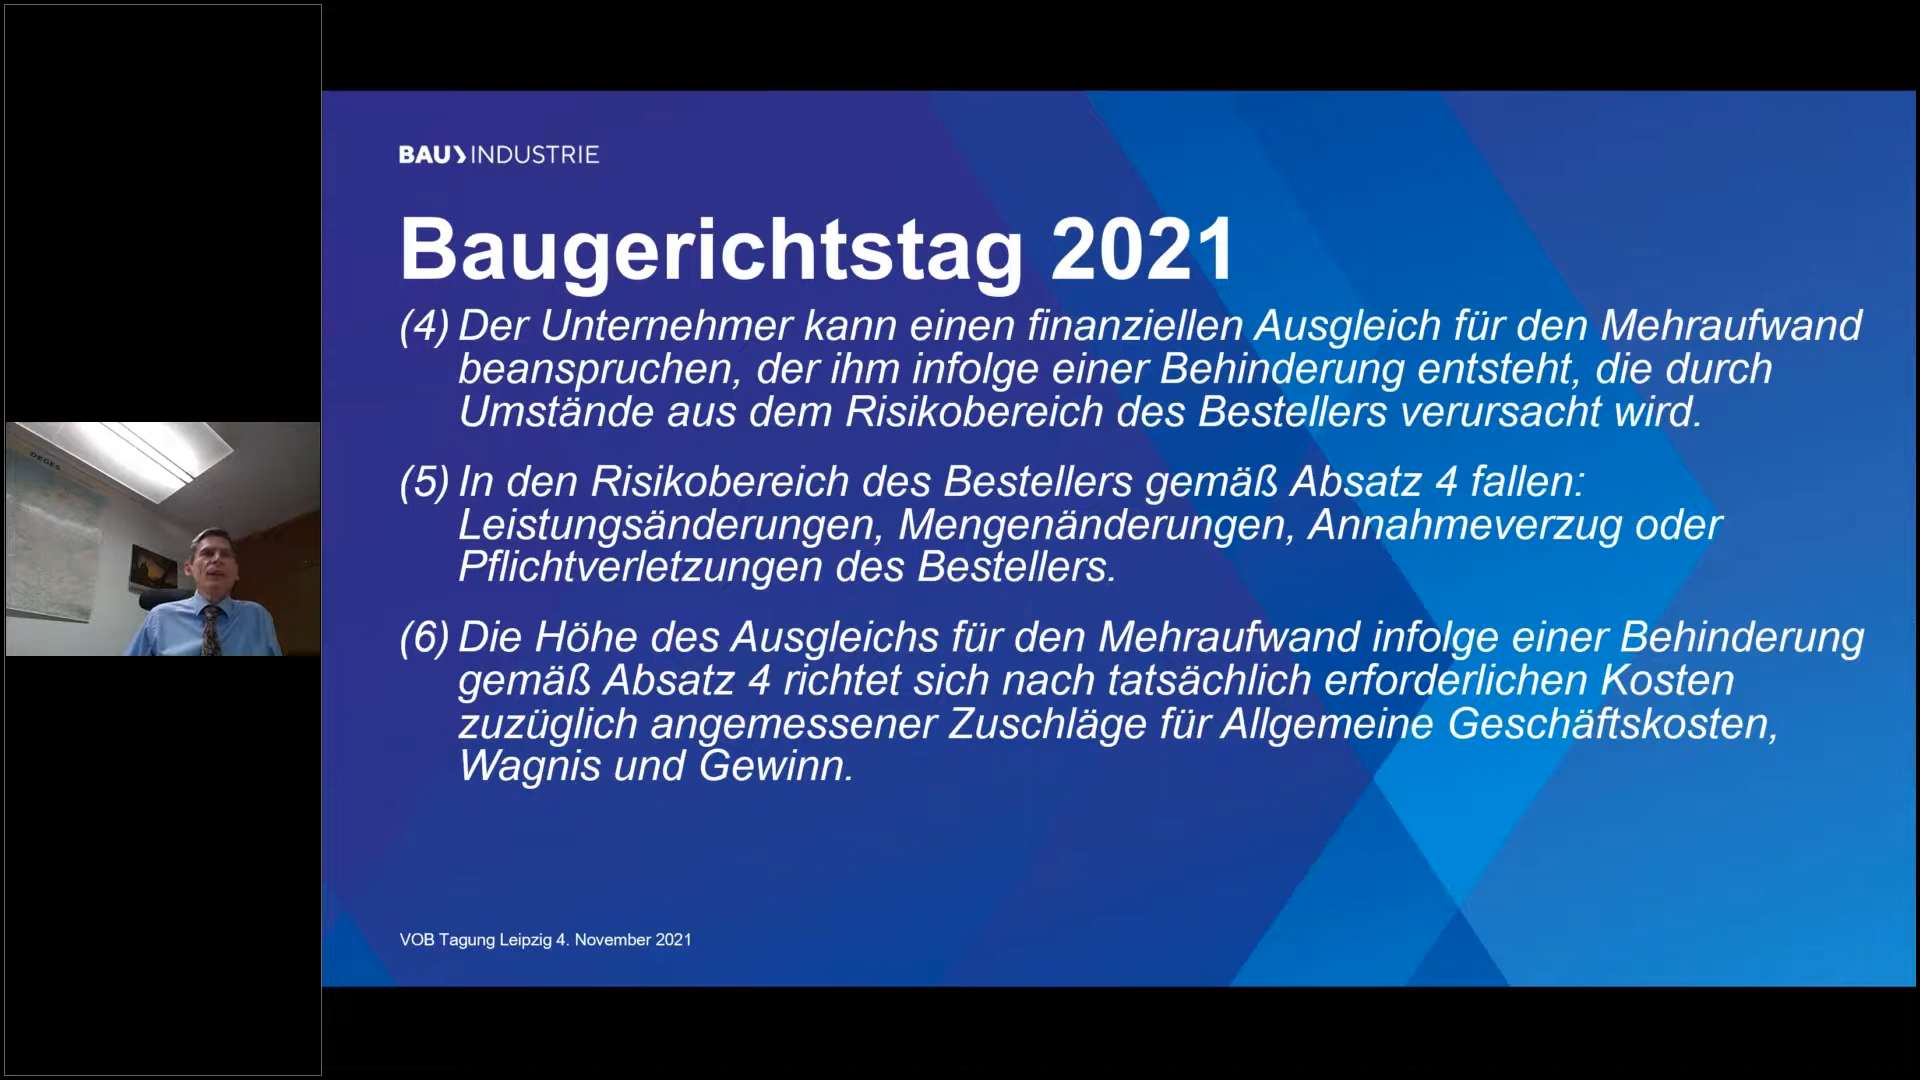 DEGES
BAU INDUSTRIE
Baugerichtstag 2021
(4) Der Unternehmer kann einen finanziellen Ausgleich für den Mehraufwand
beanspruchen, der ihm infolge einer Behinderung entsteht, die durch
Umstände aus dem Risikobereich des Bestellers verursacht wird.
(5) In den Risikobereich des Bestellers gemäß Absatz 4 fallen:
Leistungsänderungen, Mengenänderungen, Annahmeverzug oder
Pflichtverletzungen des Bestellers.
(6) Die Höhe des Ausgleichs für den Mehraufwand infolge einer Behinderung
gemäß Absatz 4 richtet sich nach tatsächlich erforderlichen Kosten
zuzüglich angemessener Zuschläge für Allgemeine Geschäftskosten,
Wagnis und Gewinn.
VOB Tagung Leipzig 4. November 2021